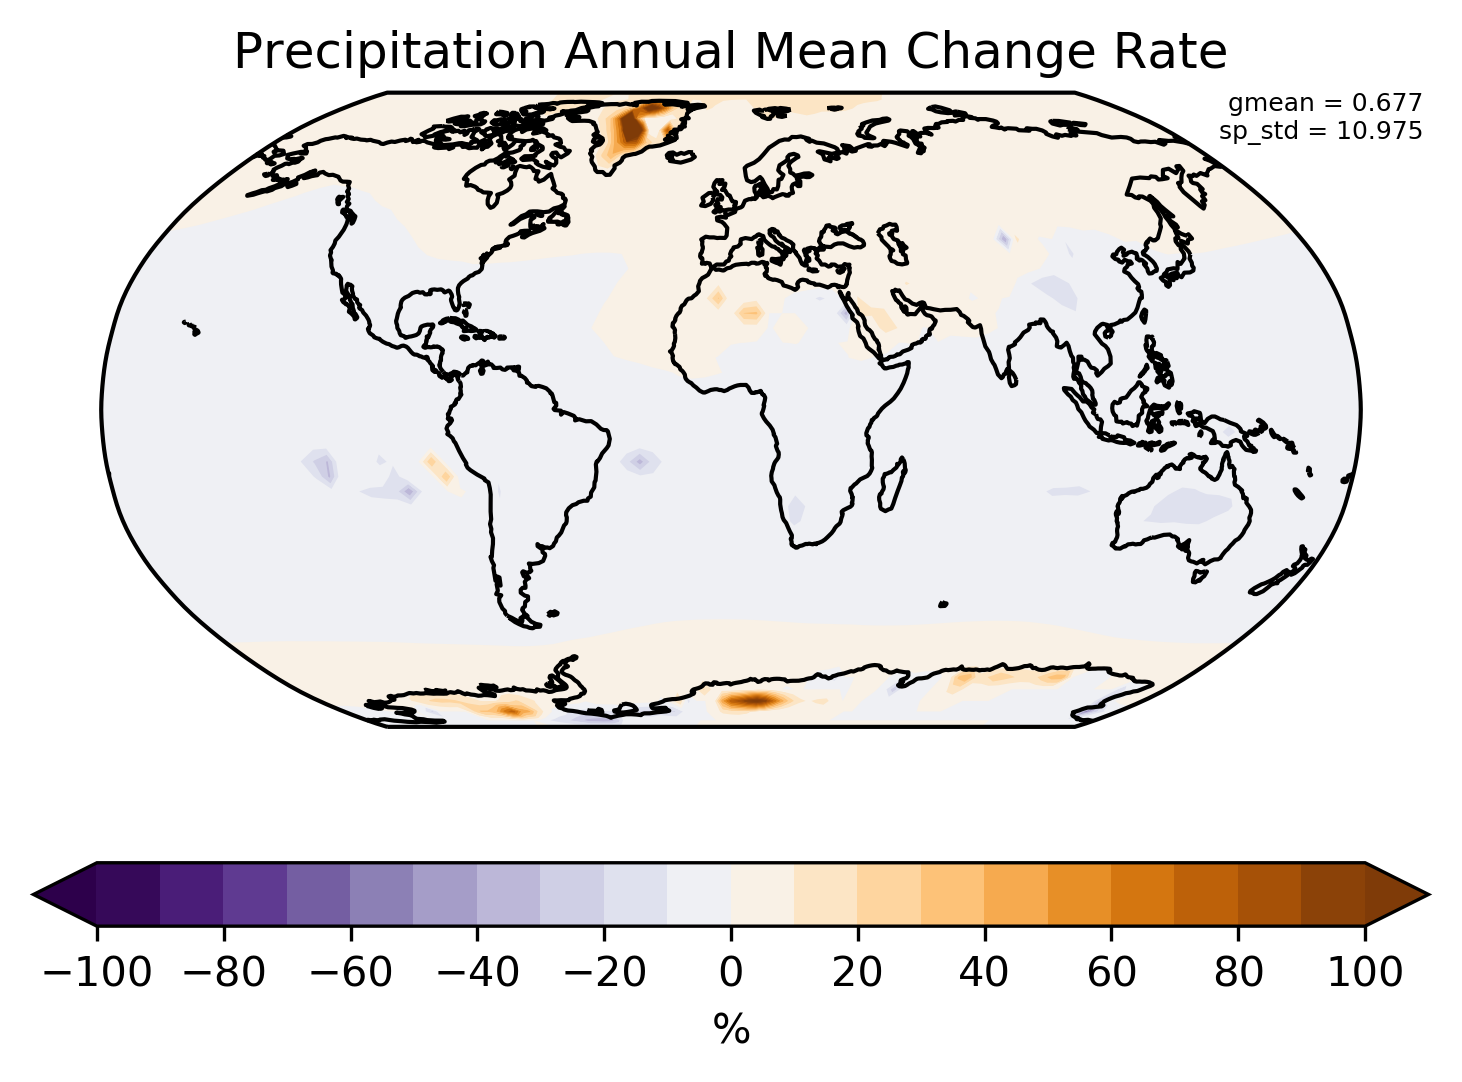 Precipitation Annual Mean Change Rate
gmean = 0.677
sp_std = 10.975
−100 −80 −60 −40 −20 0 20 40 60 80 100
%